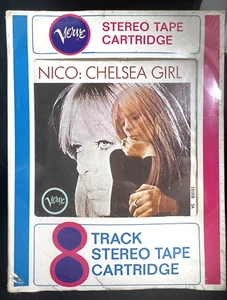 Verve
STEREO TAPE
CARTRIDGE
NICO: CHELSEA GIRL
Verve
8
TRACK
STEREO TAPE
CARTRIDGE